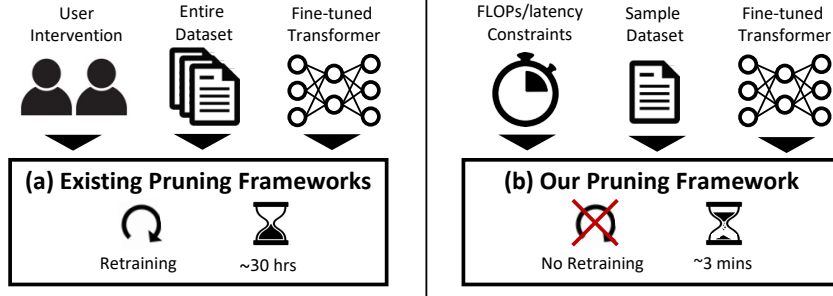 User
Intervention
Entire
Dataset
Fine-tuned
Transformer
(a) Existing Pruning Frameworks
Retraining
~30 hrs
FLOPs/latency
Constraints
Sample
Dataset
Fine-tuned
Transformer
(b) Our Pruning Framework
No Retraining
~3 mins